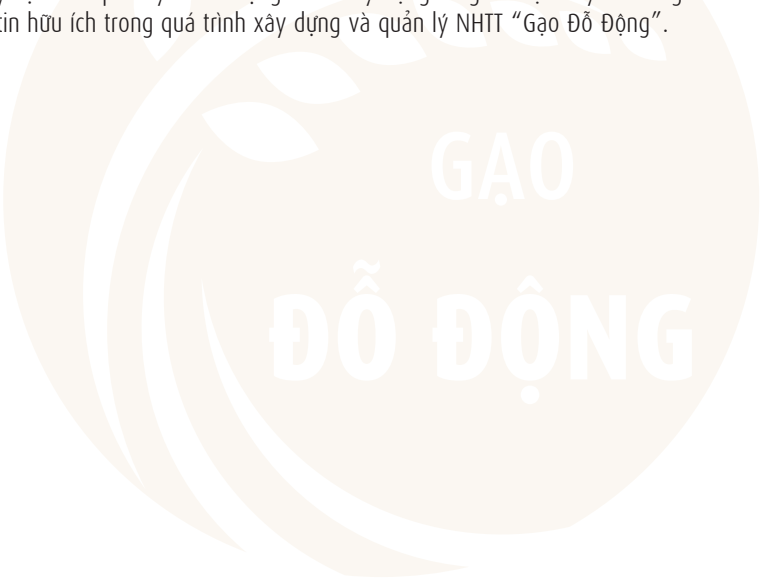 tin hữu ích trong quá trình xây dựng và quản lý NHTT “Gạo Đỗ Động”.
GẠO
ĐỖ ĐỘNG